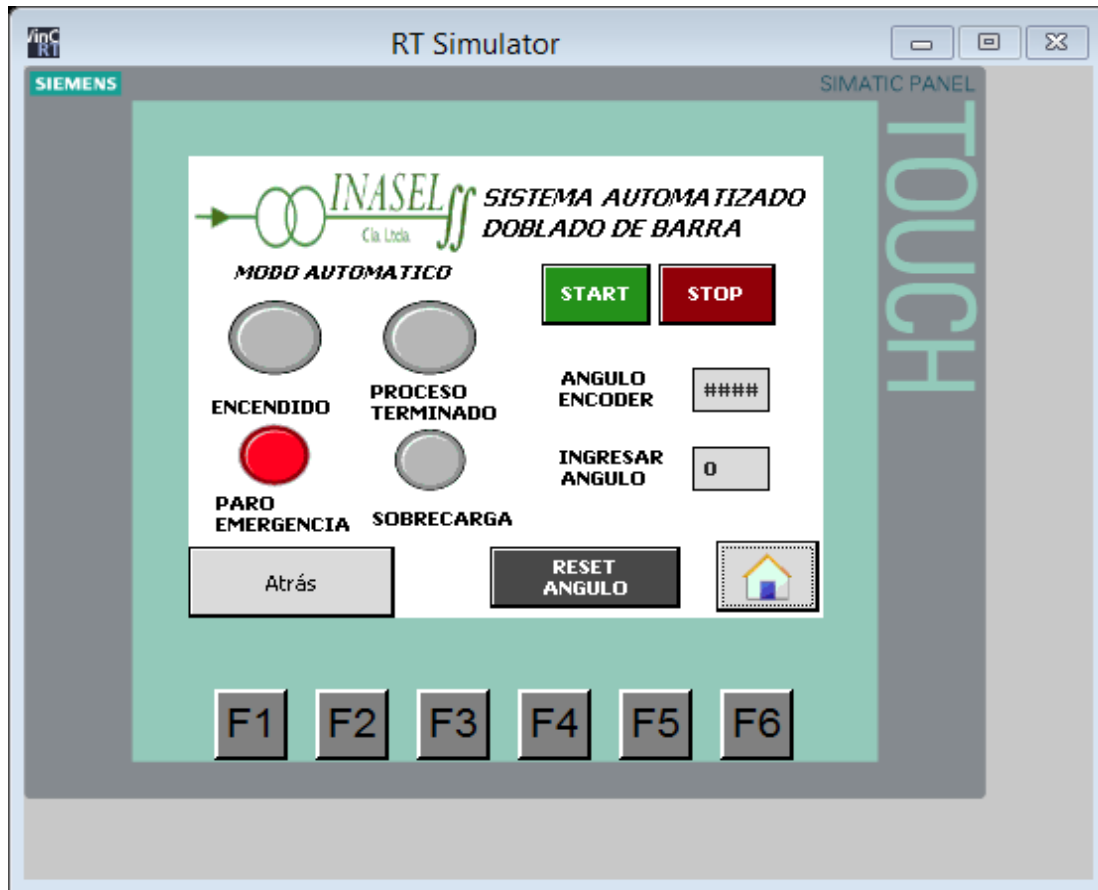 RT Simulator
SIEMENS
SIMATIC PANEL
TOUCH
INASEL
Cía. Ltda.
SISTEMA AUTOMATIZADO
DOBLADO DE BARRA
MODO AUTOMATICO
START
STOP
ENCENDIDO
PROCESO
TERMINADO
ANGULO
ENCODER
####
PARO
EMERGENCIA
SOBRECARGA
INGRESAR
ANGULO
0
Atrás
RESET
ANGULO
F1 F2 F3 F4 F5 F6